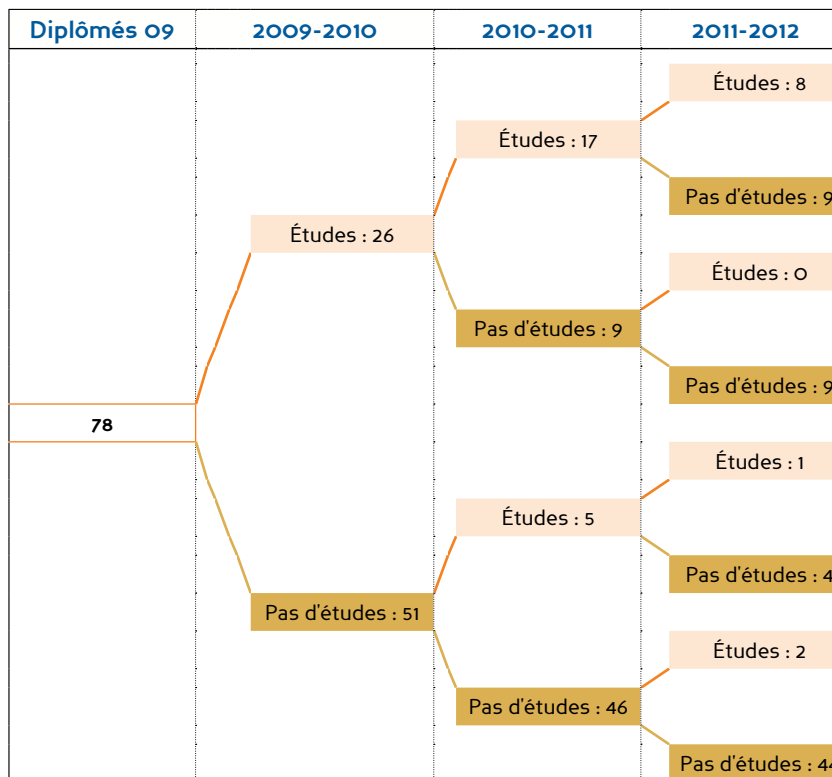 Diplômés 09 2009-2010 2010-2011 2011-2012
Études : 8
Études : 17
Pas d'études : 9
Études : 26
Études : 0
Pas d'études : 9
Pas d'études : 9
78
Études : 1
Études : 5
Pas d'études : 4
Pas d'études : 51
Études : 2
Pas d'études : 46
Pas d'études : 44